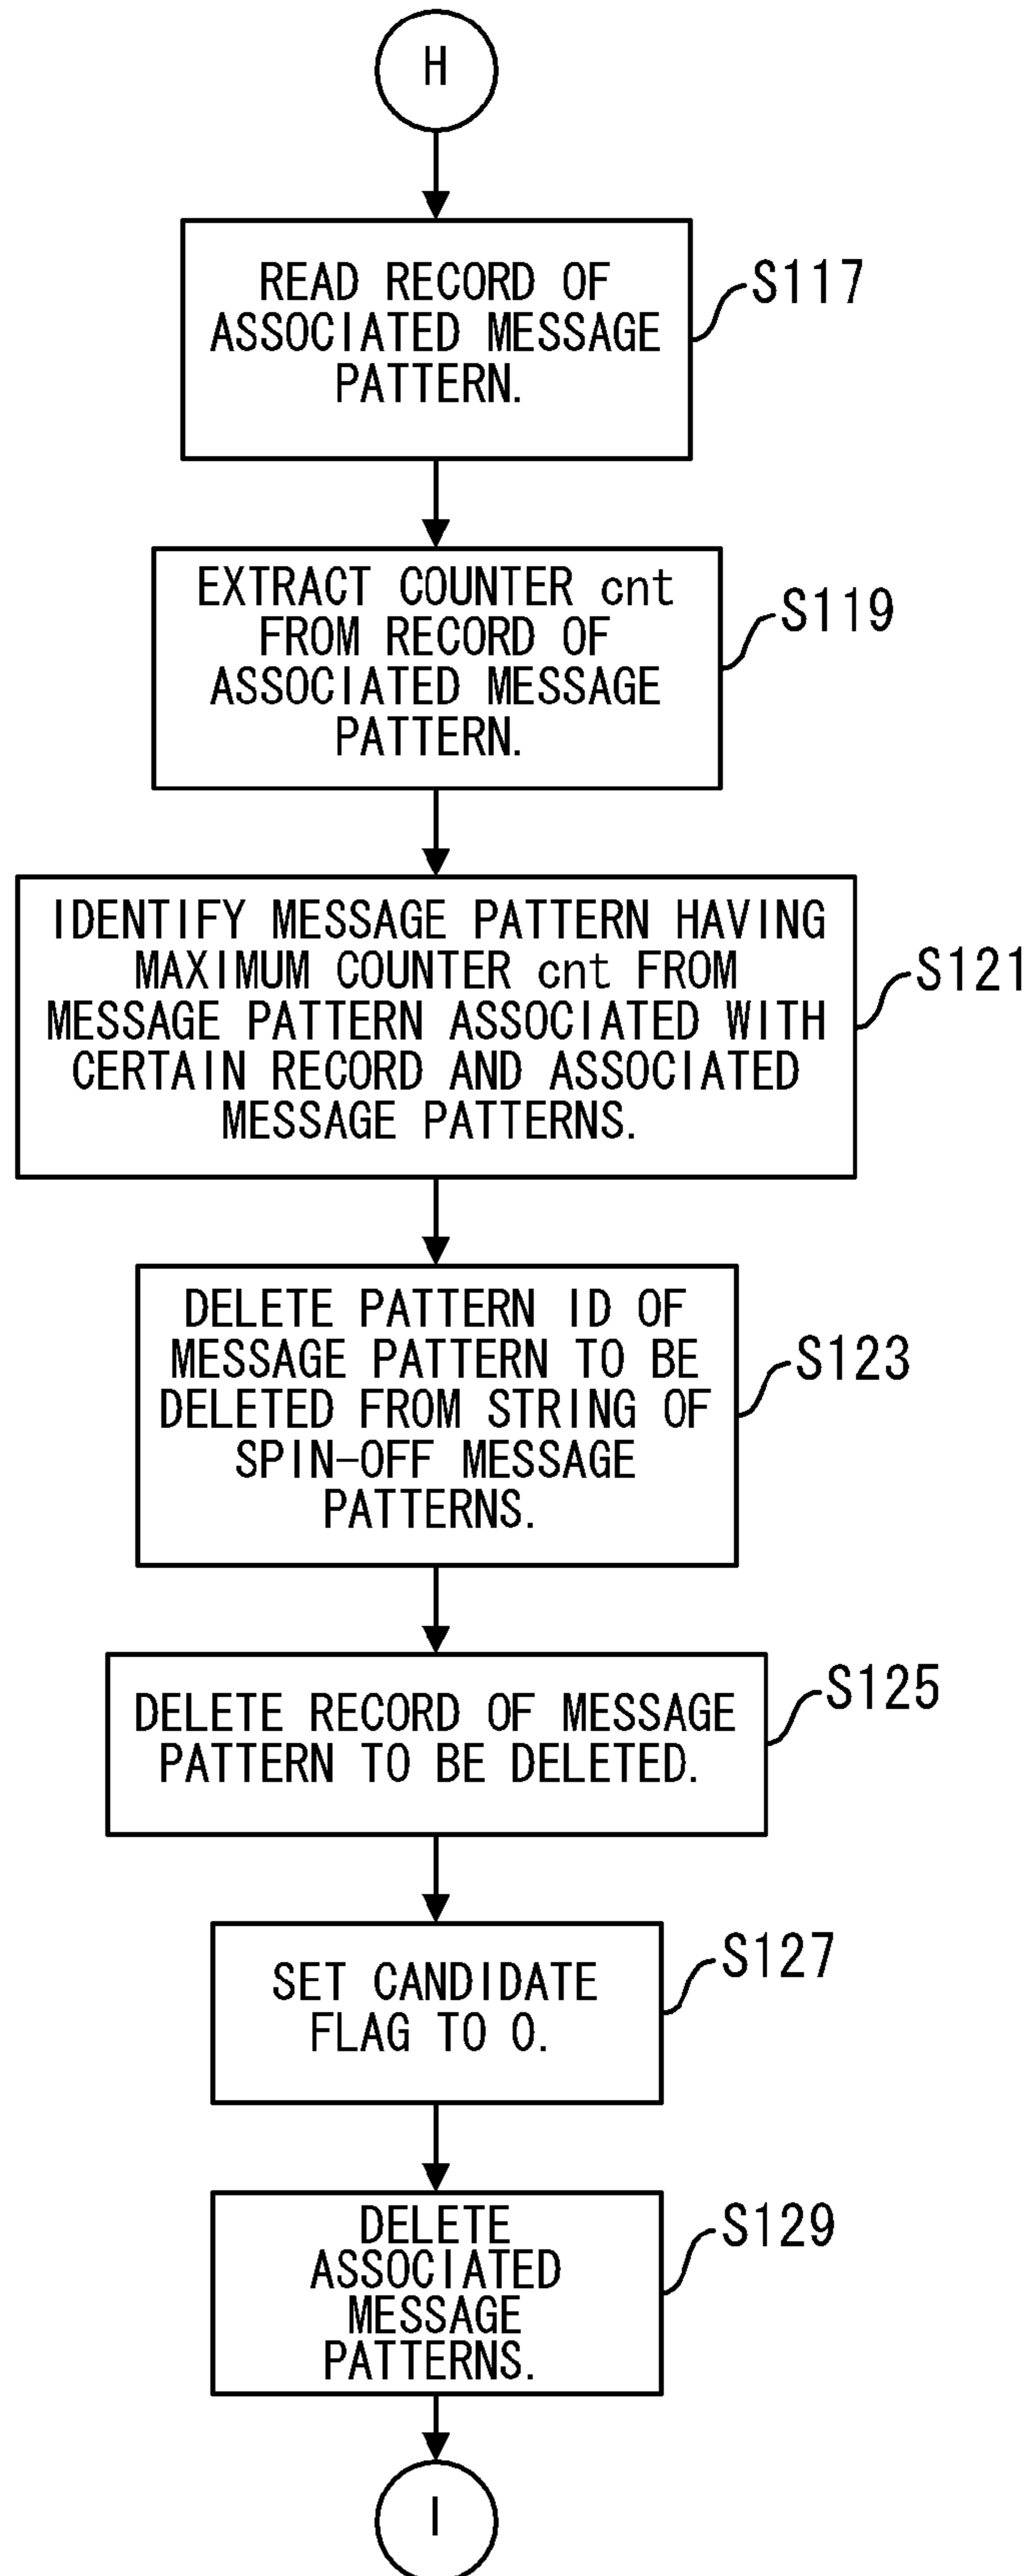 H
READ RECORD OF
ASSOCIATED MESSAGE
PATTERN.
S117
EXTRACT COUNTER cnt
FROM RECORD OF
ASSOCIATED MESSAGE
PATTERN.
S119
IDENTIFY MESSAGE PATTERN HAVING
MAXIMUM COUNTER cnt FROM
MESSAGE PATTERN ASSOCIATED WITH
CERTAIN RECORD AND ASSOCIATED
MESSAGE PATTERNS.
S121
DELETE PATTERN ID OF
MESSAGE PATTERN TO BE
DELETED FROM STRING OF
SPIN-OFF MESSAGE
PATTERNS.
S123
DELETE RECORD OF MESSAGE
PATTERN TO BE DELETED.
S125
SET CANDIDATE
FLAG TO 0.
S127
DELETE
ASSOCIATED
MESSAGE
PATTERNS.
S129
I